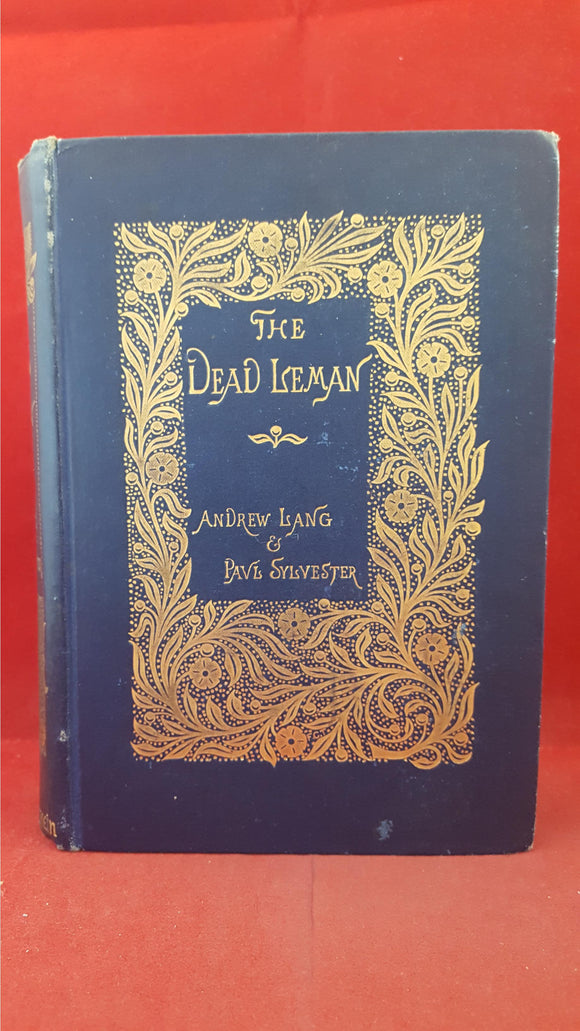 THE
DEAD LEMAN
ANDREW LANG
&
PAUL SYLVESTER